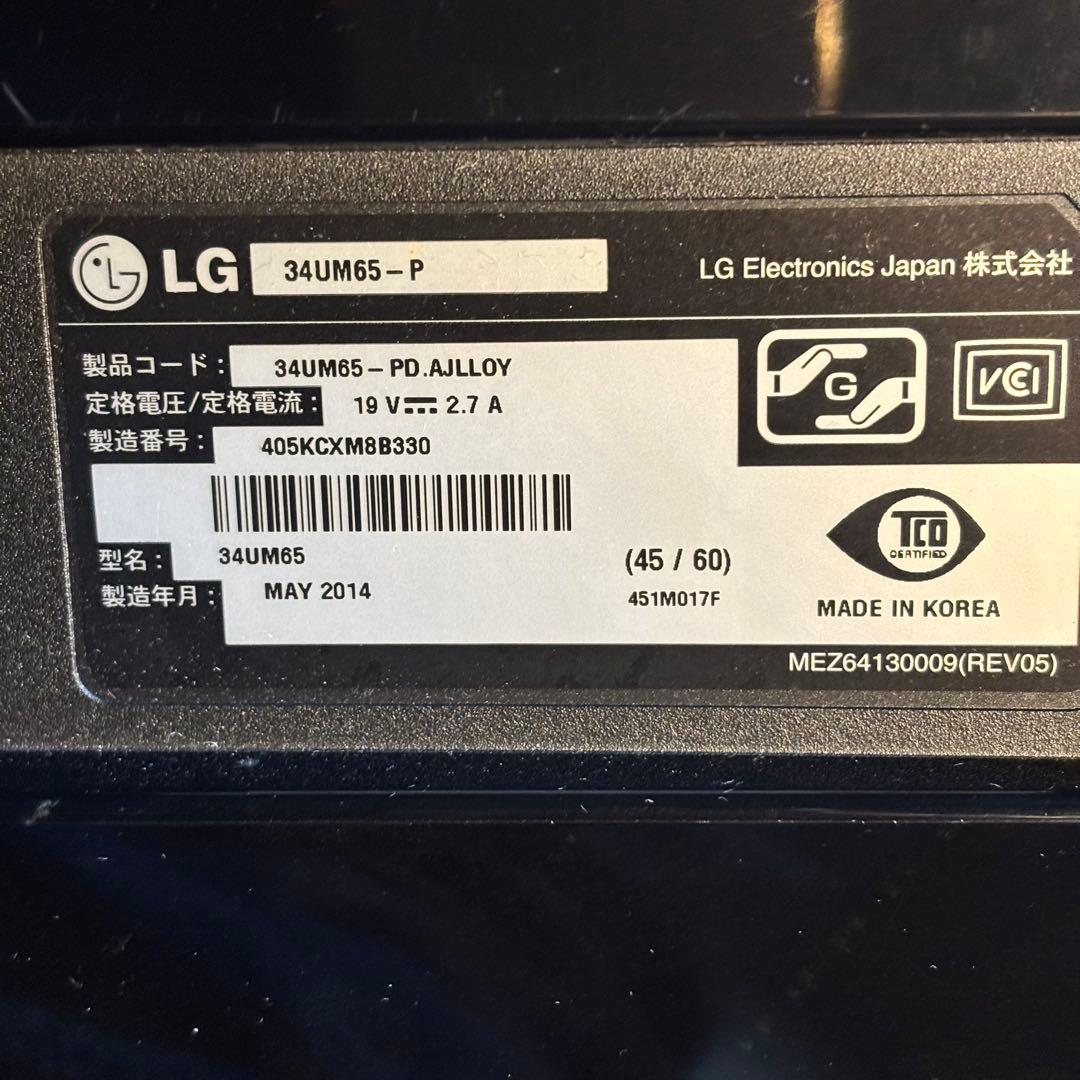 LG 34UM65-P LG Electronics Japan 株式会社
製品コード： 34UM65-PD.AJLLOY
定格電圧/定格電流： 19 V⎓ 2.7 A
製造番号： 405KCXM8B330
G
VCCI
型名： 34UM65
(45 / 60)
TCO
CERTIFIED
製造年月： MAY 2014
451M017F
MADE IN KOREA
MEZ64130009(REV05)